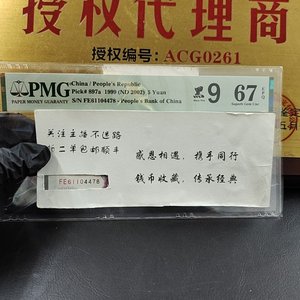 授权代理商
授权编号：ACG0261
PMG
PAPER MONEY GUARANTY
China / People's Republic
Pick# 897a 1999 (ND 2002) 5 Yuan
S/N FE61104478 - People's Bank of China
9
67
EPQ
Superb Gem Unc
关注主播不迷路
二单包邮顺丰
感恩相遇，携手同行
钱币收藏，传承经典
FE61104478